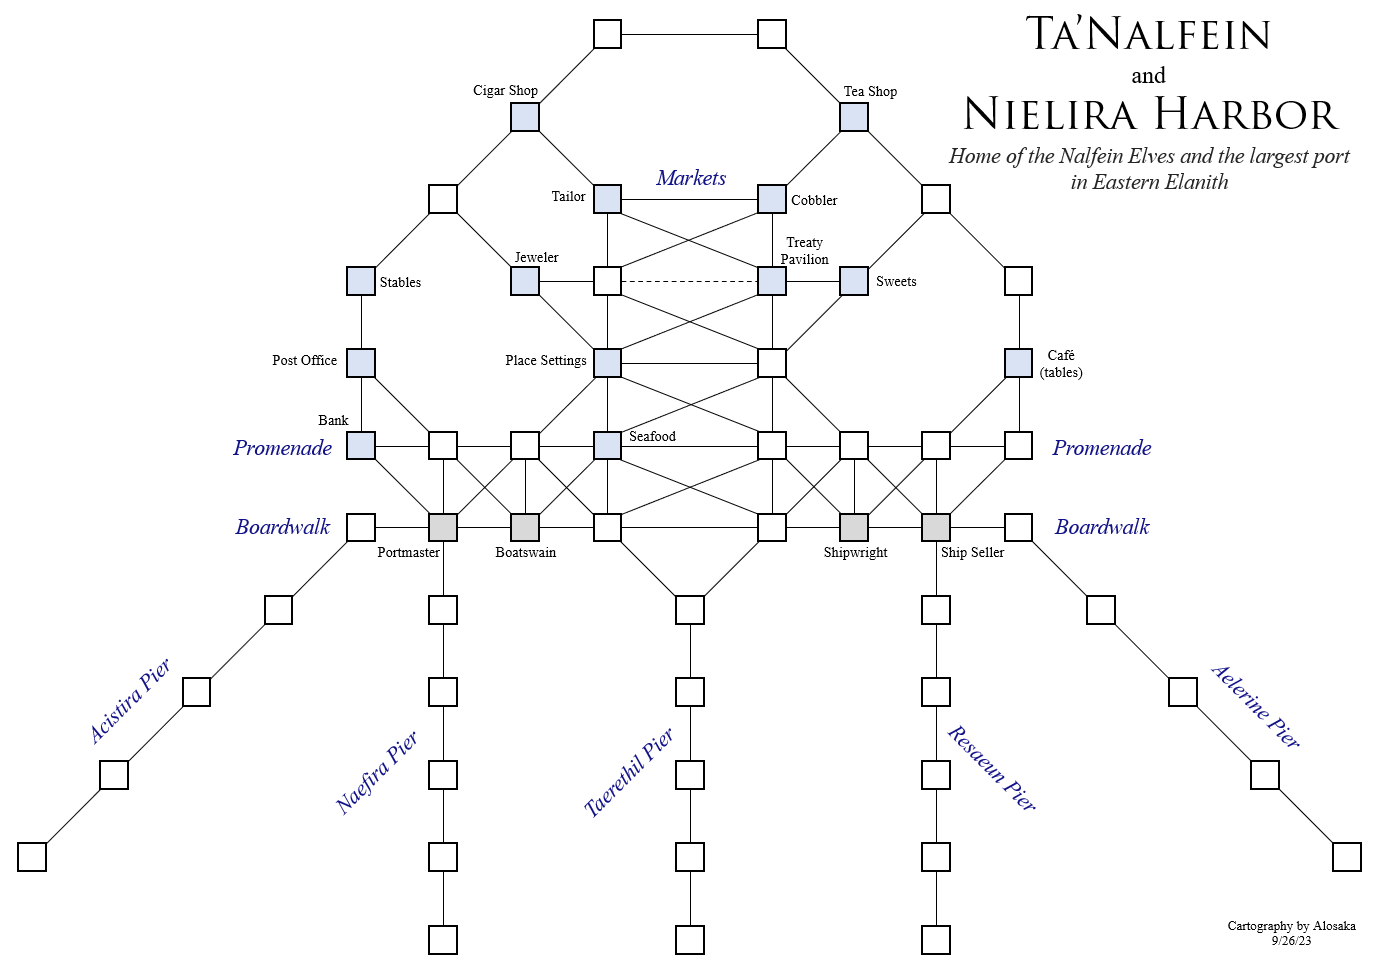 TA'NALFEIN
and
NIELIRA HARBOR
Home of the Nalfein Elves and the largest port
in Eastern Elanith
Cigar Shop
Tea Shop
Markets
Tailor
Cobbler
Treaty
Pavilion
Jeweler
Stables
Sweets
Post Office
Place Settings
Café
(tables)
Bank
Promenade
Seafood
Promenade
Boardwalk
Boardwalk
Portmaster
Boatswain
Shipwright
Ship Seller
Acistira Pier
Naefira Pier
Taerethil Pier
Resaeun Pier
Aelerine Pier
Cartography by Alosaka
9/26/23